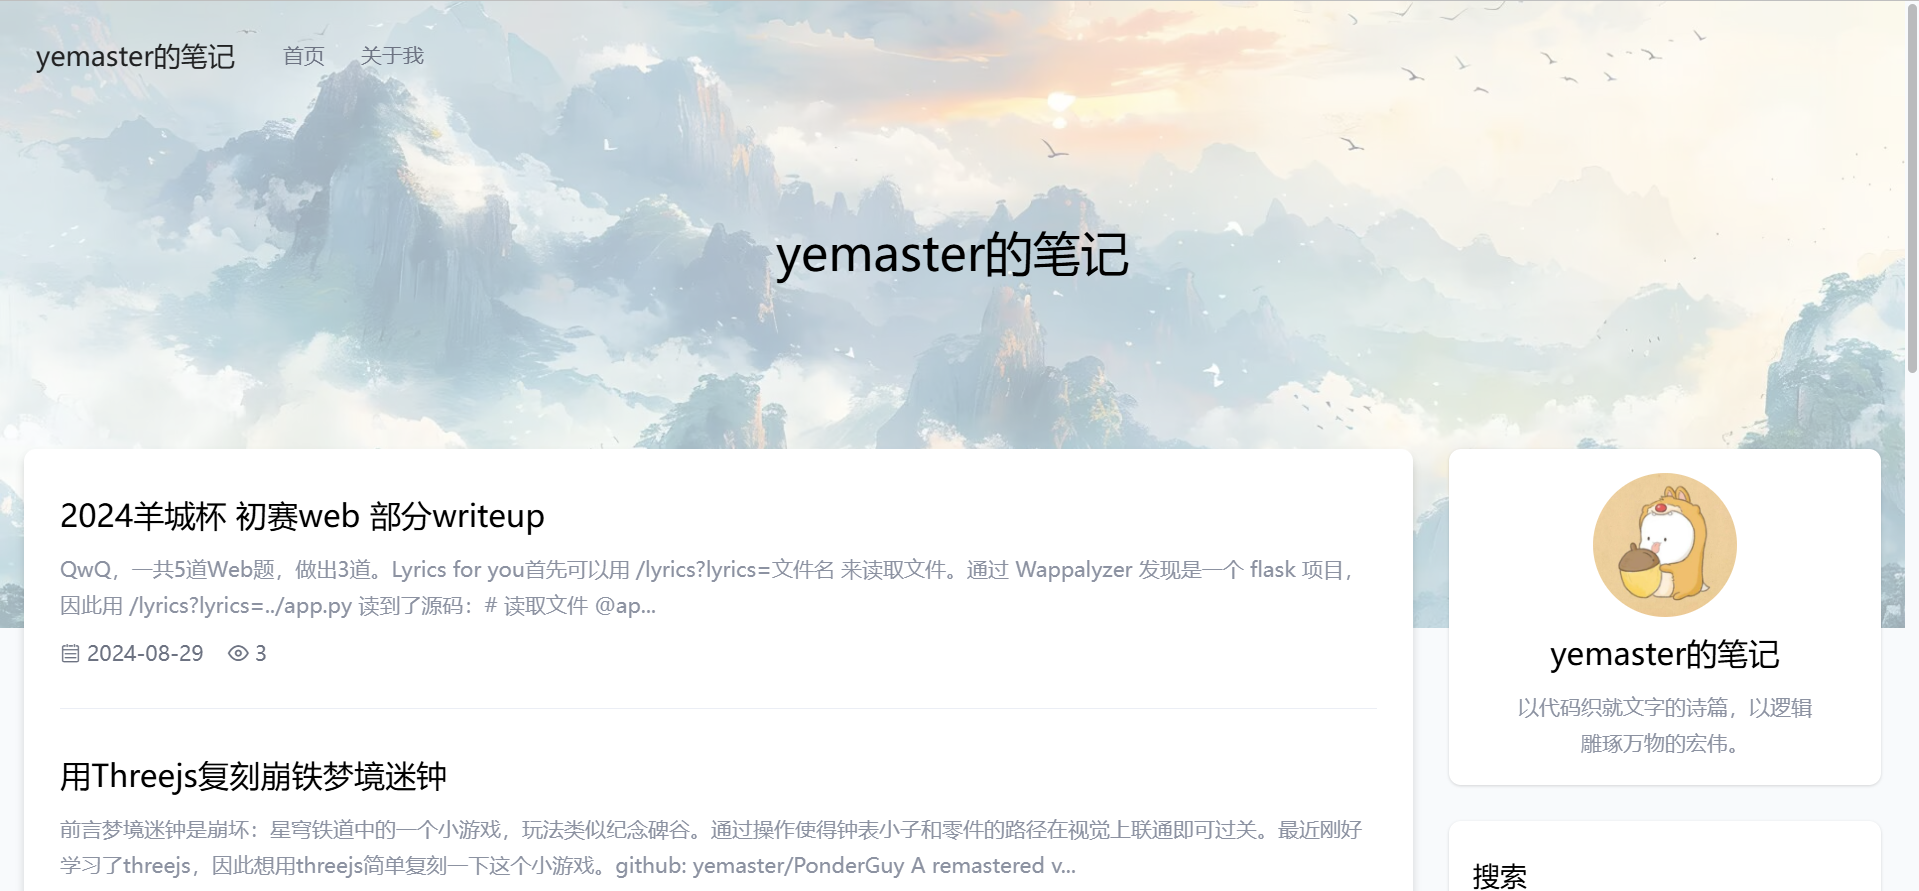 yemaster的笔记 首页 关于我
yemaster的笔记
2024羊城杯 初赛web 部分writeup
QwQ，一共5道Web题，做出3道。Lyrics for you首先可以用 /lyrics?lyrics=文件名 来读取文件。通过 Wappalyzer 发现是一个 flask 项目，
因此用 /lyrics?lyrics=../app.py 读到了源码：# 读取文件 @ap...
2024-08-29 3
用Threejs复刻崩铁梦境迷钟
前言梦境迷钟是崩坏：星穹铁道中的一个小游戏，玩法类似纪念碑谷。通过操作使得钟表小子和零件的路径在视觉上联通即可过关。最近刚好
学习了threejs，因此想用threejs简单复刻一下这个小游戏。github: yemaster/PonderGuy A remastered v...
yemaster的笔记
以代码织就文字的诗篇，以逻辑
雕琢万物的宏伟。
搜索